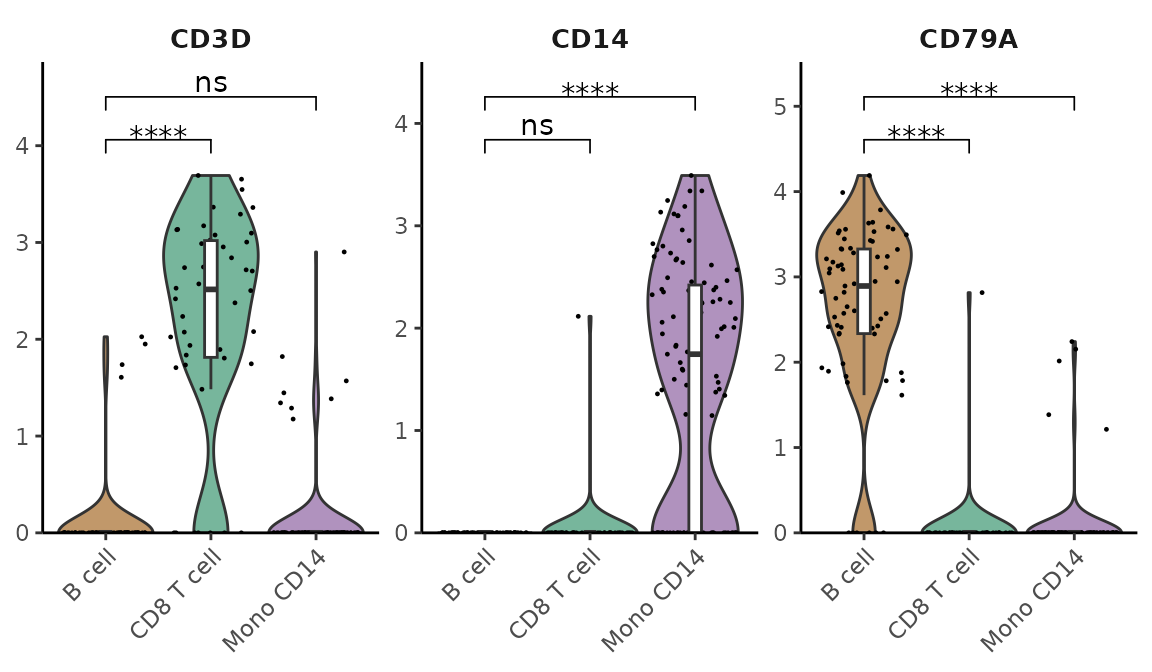 CD3D
ns
****
4
3
2
1
0
B cell
CD8 T cell
Mono CD14
CD14
****
ns
4
3
2
1
0
B cell
CD8 T cell
Mono CD14
CD79A
****
****
5
4
3
2
1
0
B cell
CD8 T cell
Mono CD14